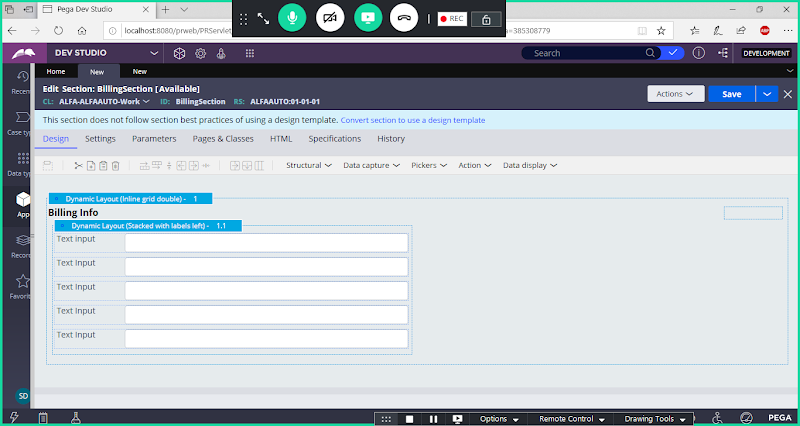 Pega Dev Studio
localhost:8080/prweb/PRServlet
=385308779
REC
DEV STUDIO
Search
DEVELOPMENT
Home
New
New
Edit Section: BillingSection [Available]
CL: ALFA-ALFAAUTO-Work ID: BillingSection RS: ALFAAUTO:01-01-01
Actions
Save
This section does not follow section best practices of using a design template. Convert section to use a design template
Design Settings Parameters Pages & Classes HTML Specifications History
Structural Data capture Pickers Action Data display
Recen
Case typ
Data typ
App
Recor
Favorit
Dynamic Layout (Inline grid double) - 1
Billing Info
Dynamic Layout (Stacked with labels left) - 1.1
Text input
Text Input
Text Input
Text Input
Text Input
SD
Options
Remote Control
Drawing Tools
PEGA